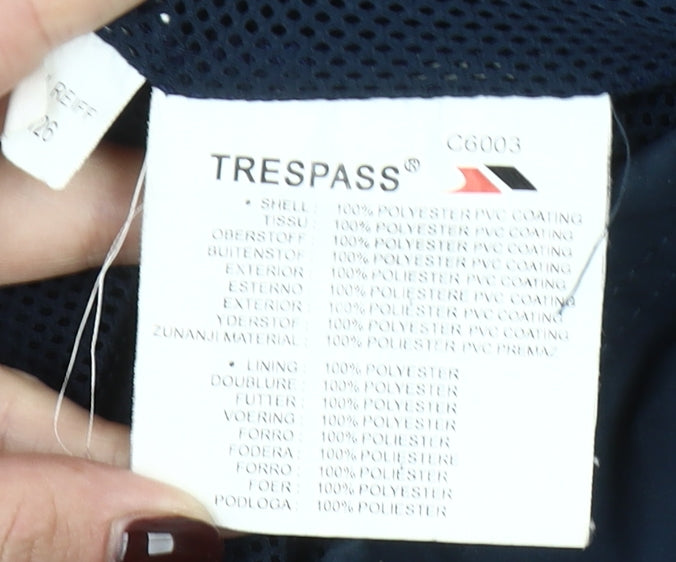 REIFF
26
C6003
TRESPASS®
• SHELL : 100% POLYESTER PVC COATING
TISSU : 100% POLYESTER PVC COATING
OBERSTOFF : 100% POLYESTER PVC COATING
BUITENSTOF : 100% POLYESTER PVC COATING
EXTERIOR : 100% POLIESTER PVC COATING
ESTERNO : 100% POLIESTERE PVC COATING
EXTERIOR : 100% POLIESTER PVC COATING
YDERSTOF : 100% POLYESTER PVC COATING
ZUNANJI MATERIAL : 100% POLIESTER PVC PREMAZ
• LINING : 100% POLYESTER
DOUBLURE : 100% POLYESTER
FUTTER : 100% POLYESTER
VOERING : 100% POLYESTER
FORRO : 100% POLIESTER
FODERA : 100% POLIESTERE
FORRO : 100% POLIESTER
FOER : 100% POLYESTER
PODLOGA : 100% POLIESTER